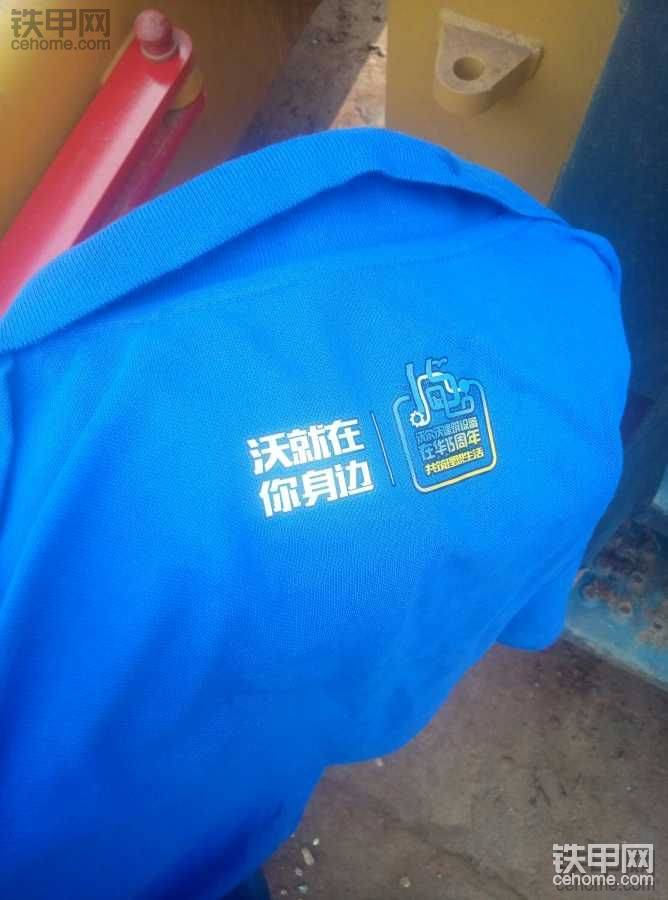 铁甲网
cehome.com
沃就在
你身边
沃尔沃建筑设备
在华15周年
共筑理想生活
铁甲网
cehome.com